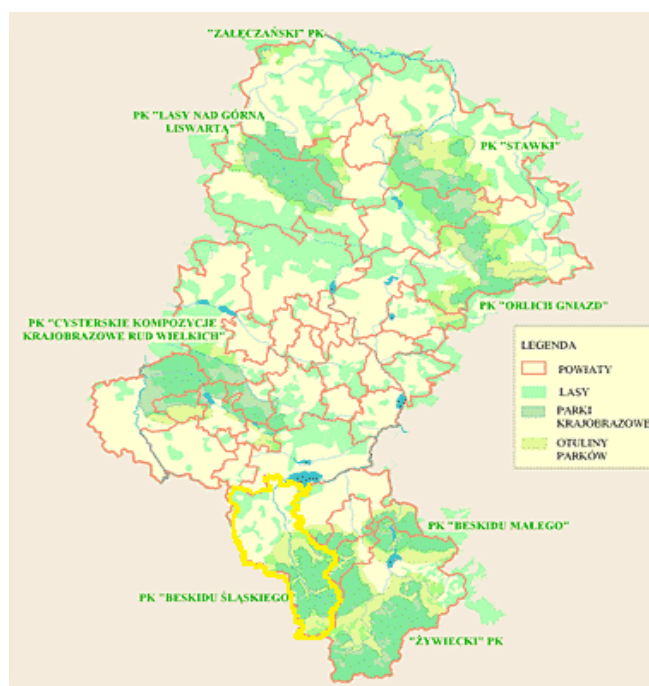 "ZAŁĘCZAŃSKI" PK
PK "LASY NAD GÓRNĄ
LISWARTĄ"
PK "STAWKI"
PK "ORLICH GNIAZD"
PK "CYSTERSKIE KOMPOZYCJE
KRAJOBRAZOWE RUD WIELKICH"
LEGENDA
POWIATY
LASY
PARKI
KRAJOBRAZOWE
OTULINY
PARKÓW
PK "BESKIDU MAŁEGO"
PK "BESKIDU ŚLĄSKIEGO"
"ŻYWIECKI" PK